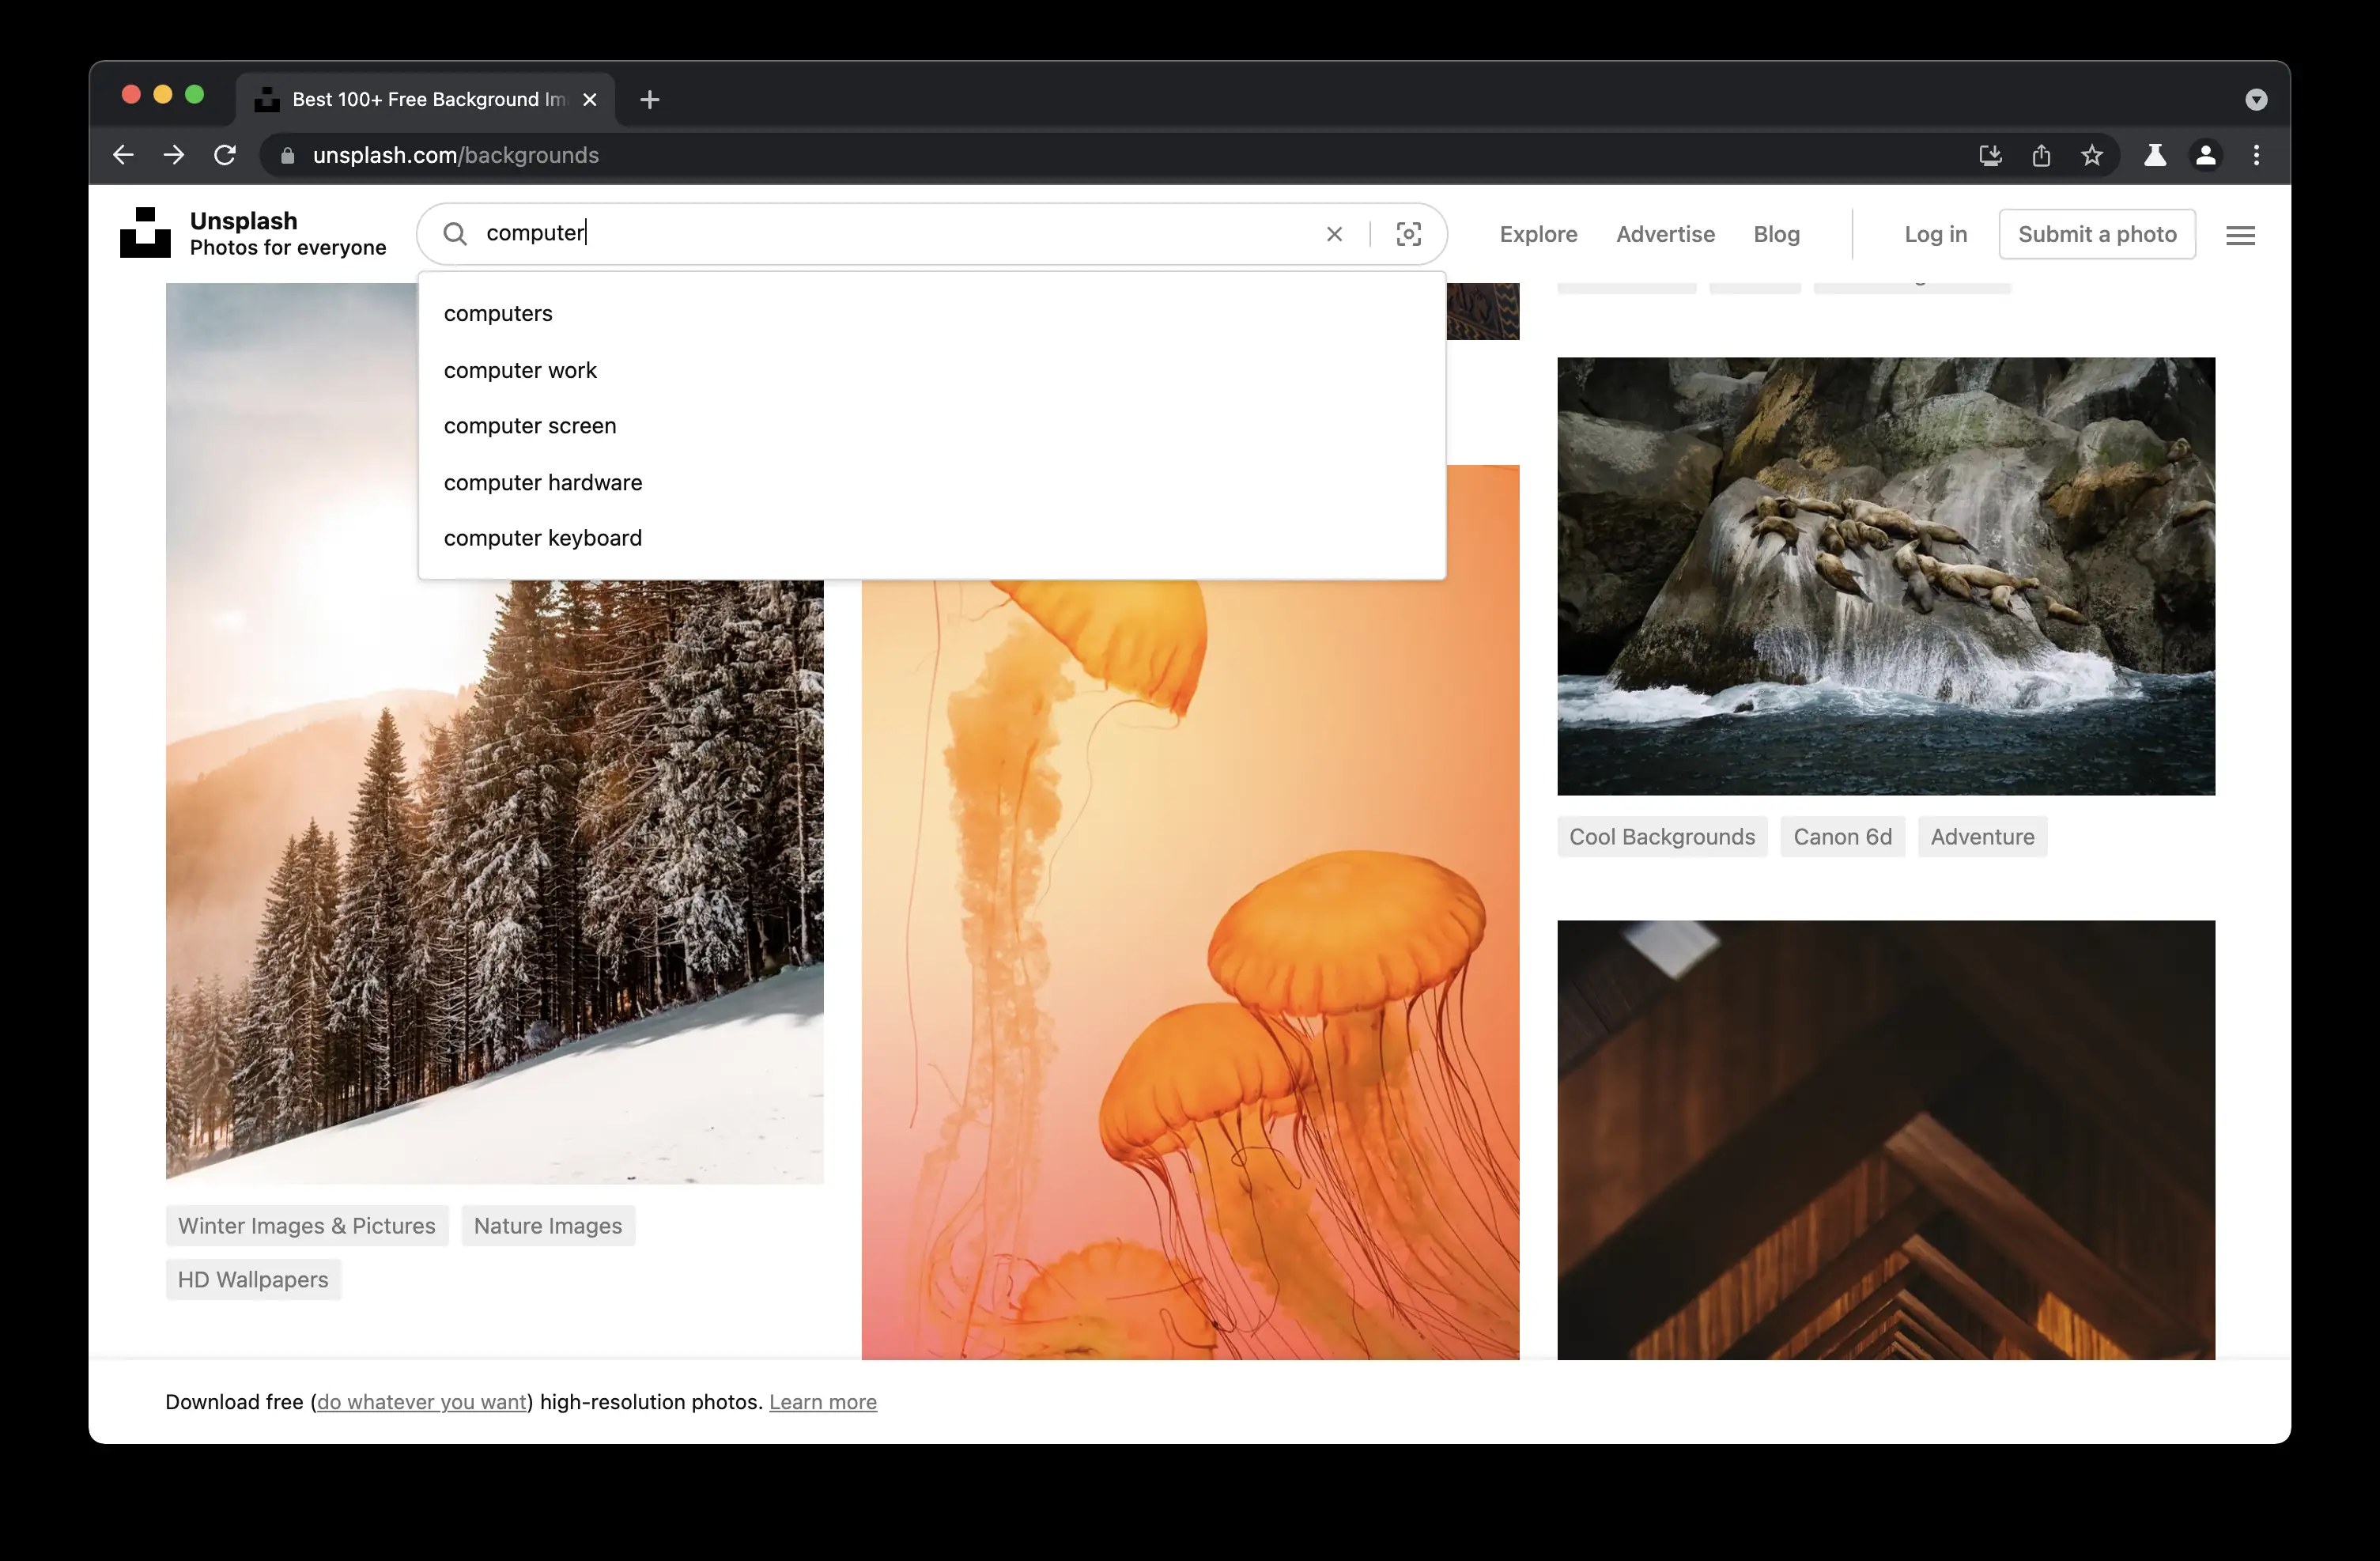 Best 100+ Free Background Im
unsplash.com/backgrounds
Unsplash
Photos for everyone
computer
Explore
Advertise
Blog
Log in
Submit a photo
computers
computer work
computer screen
computer hardware
computer keyboard
Cool Backgrounds
Canon 6d
Adventure
Winter Images & Pictures
Nature Images
HD Wallpapers
Download free (do whatever you want) high-resolution photos. Learn more